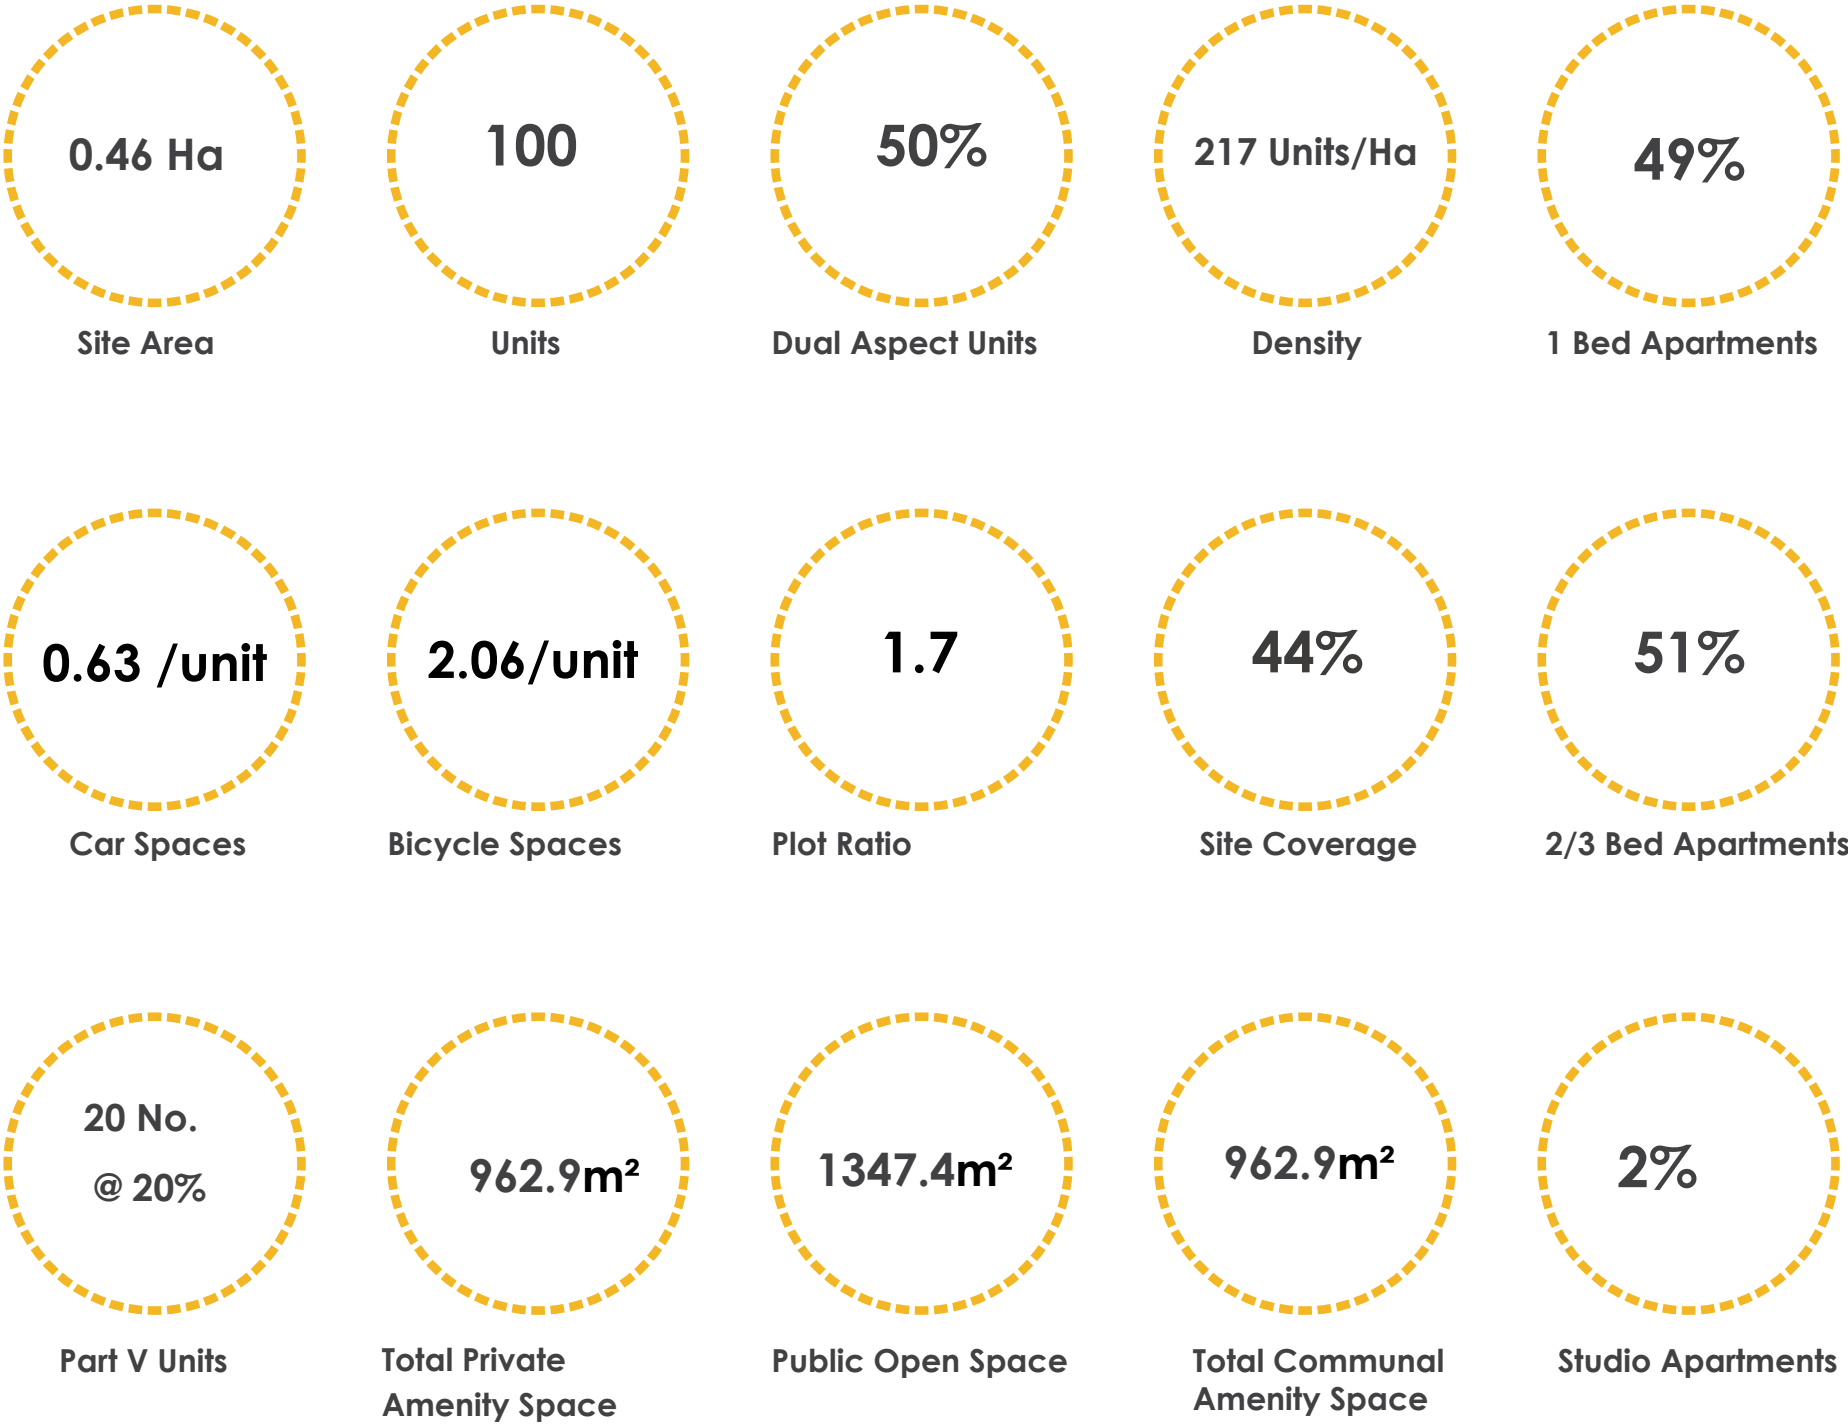 0.46 Ha
Site Area
100
Units
50%
Dual Aspect Units
217 Units/Ha
Density
49%
1 Bed Apartments
0.63 /unit
Car Spaces
2.06/unit
Bicycle Spaces
1.7
Plot Ratio
44%
Site Coverage
51%
2/3 Bed Apartments
20 No.
@ 20%
Part V Units
962.9m²
Total Private
Amenity Space
1347.4m²
Public Open Space
962.9m²
Total Communal
Amenity Space
2%
Studio Apartments